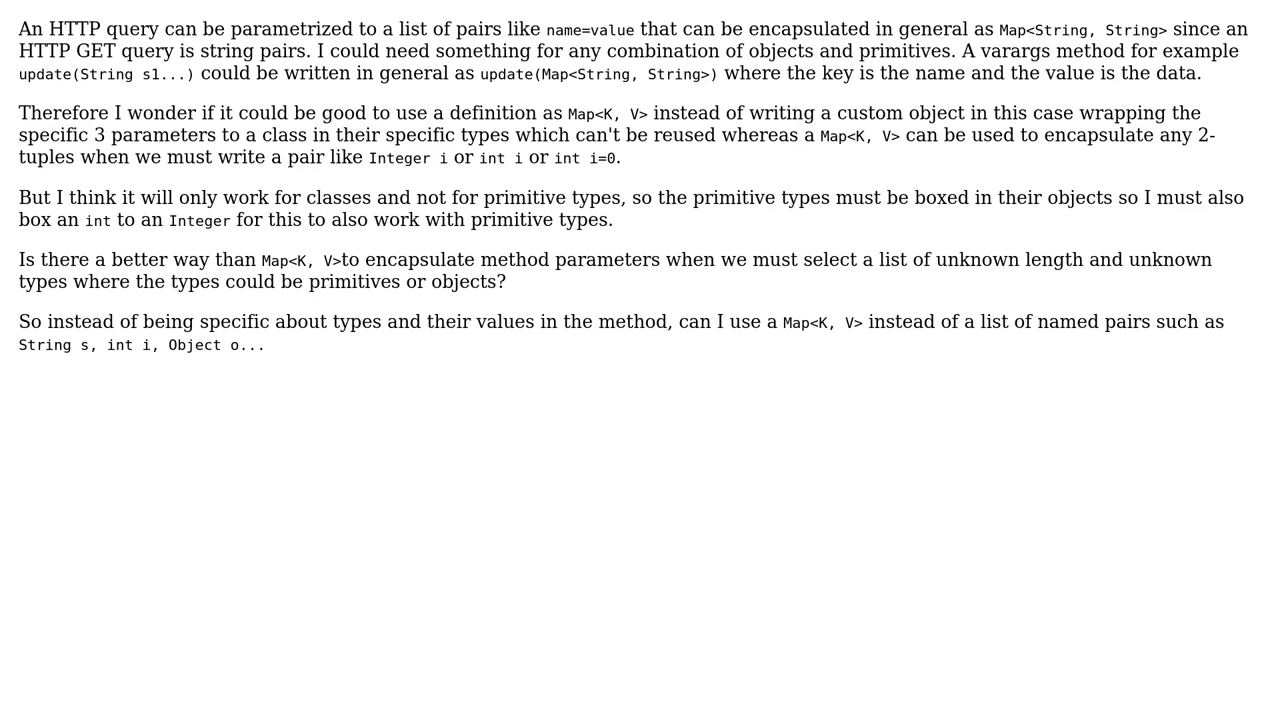 An HTTP query can be parametrized to a list of pairs like name=value that can be encapsulated in general as Map<String, String> since an
HTTP GET query is string pairs. I could need something for any combination of objects and primitives. A varargs method for example
update(String s1...) could be written in general as update(Map<String, String>) where the key is the name and the value is the data.
Therefore I wonder if it could be good to use a definition as Map<K, V> instead of writing a custom object in this case wrapping the
specific 3 parameters to a class in their specific types which can't be reused whereas a Map<K, V> can be used to encapsulate any 2-
tuples when we must write a pair like Integer i or int i or int i=0.
But I think it will only work for classes and not for primitive types, so the primitive types must be boxed in their objects so I must also
box an int to an Integer for this to also work with primitive types.
Is there a better way than Map<K, V>to encapsulate method parameters when we must select a list of unknown length and unknown
types where the types could be primitives or objects?
So instead of being specific about types and their values in the method, can I use a Map<K, V> instead of a list of named pairs such as
String s, int i, Object o...